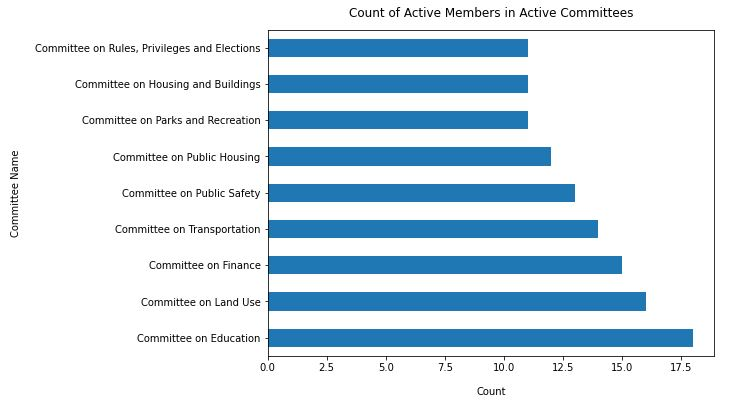 Count of Active Members in Active Committees
Committee Name
Committee on Rules, Privileges and Elections
Committee on Housing and Buildings
Committee on Parks and Recreation
Committee on Public Housing
Committee on Public Safety
Committee on Transportation
Committee on Finance
Committee on Land Use
Committee on Education
0.0 2.5 5.0 7.5 10.0 12.5 15.0 17.5
Count